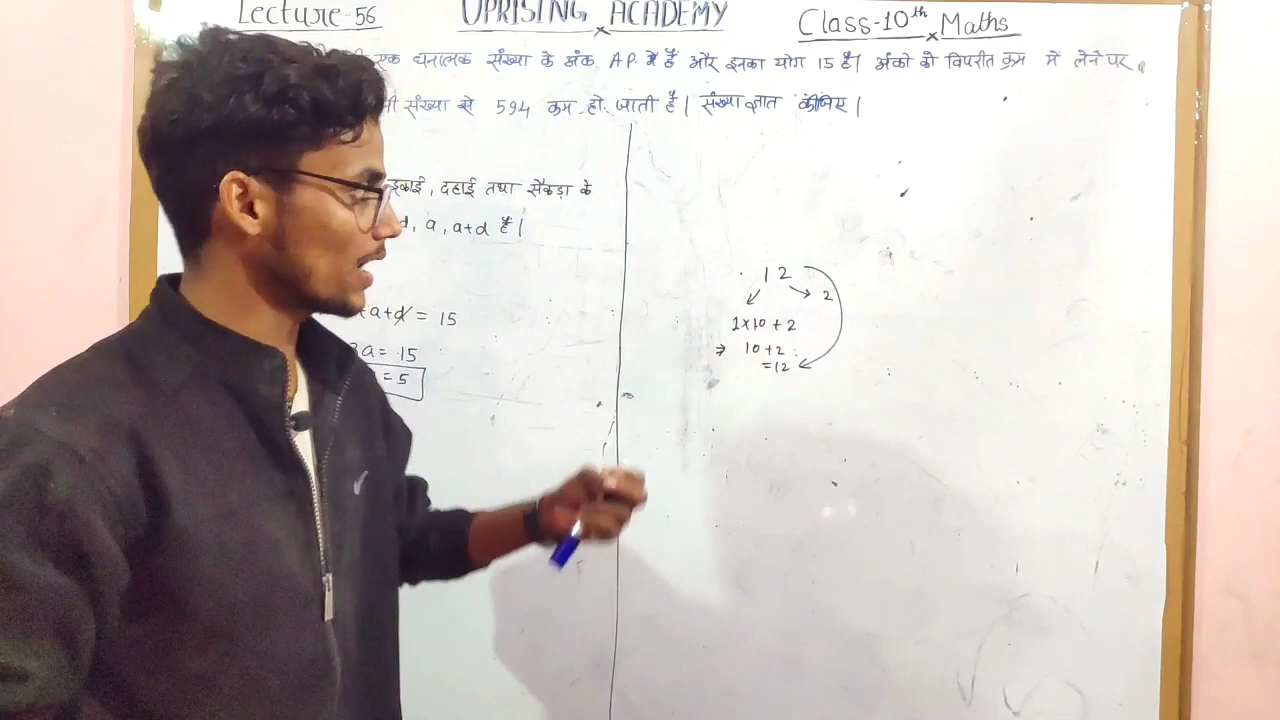 Lecture-56 UPRISING ACADEMY Class-10th Maths
एक धनात्मक संख्या के अंक A.P. में हैं और इनका योग 15 है। अंको को विपरीत क्रम में लेने पर
संख्या से 594 कम हो जाती है। संख्या ज्ञात कीजिए।
इकाई, दहाई तथा सैकड़ा के
, a, a+d हैं।
a+d = 15
3a = 15
= 5
12
2
1×10 + 2
⇒ 10+2
=12